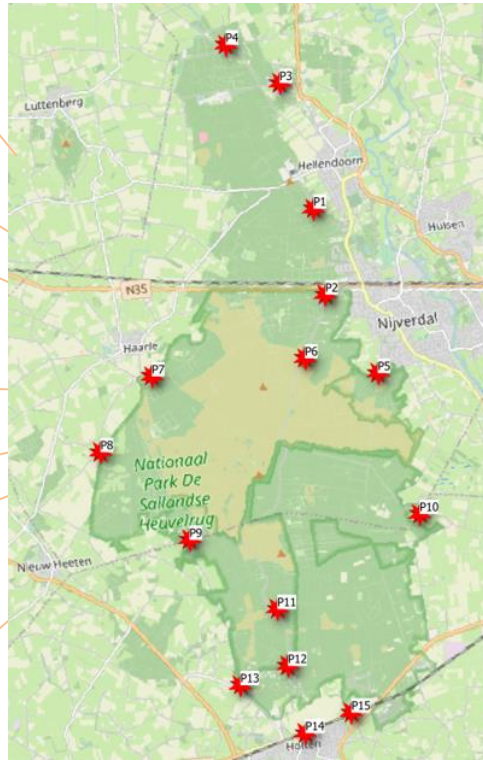 P4
P3
Luttenberg
Hellendoorn
P1
Hulsen
P2
N35
Nijverdal
Haarle
P6
P7
P5
P8
Nationaal
Park De
Sallandse
Heuvelrug
P10
P9
Nieuw Heeten
P11
P12
P13
P15
P14
Holten